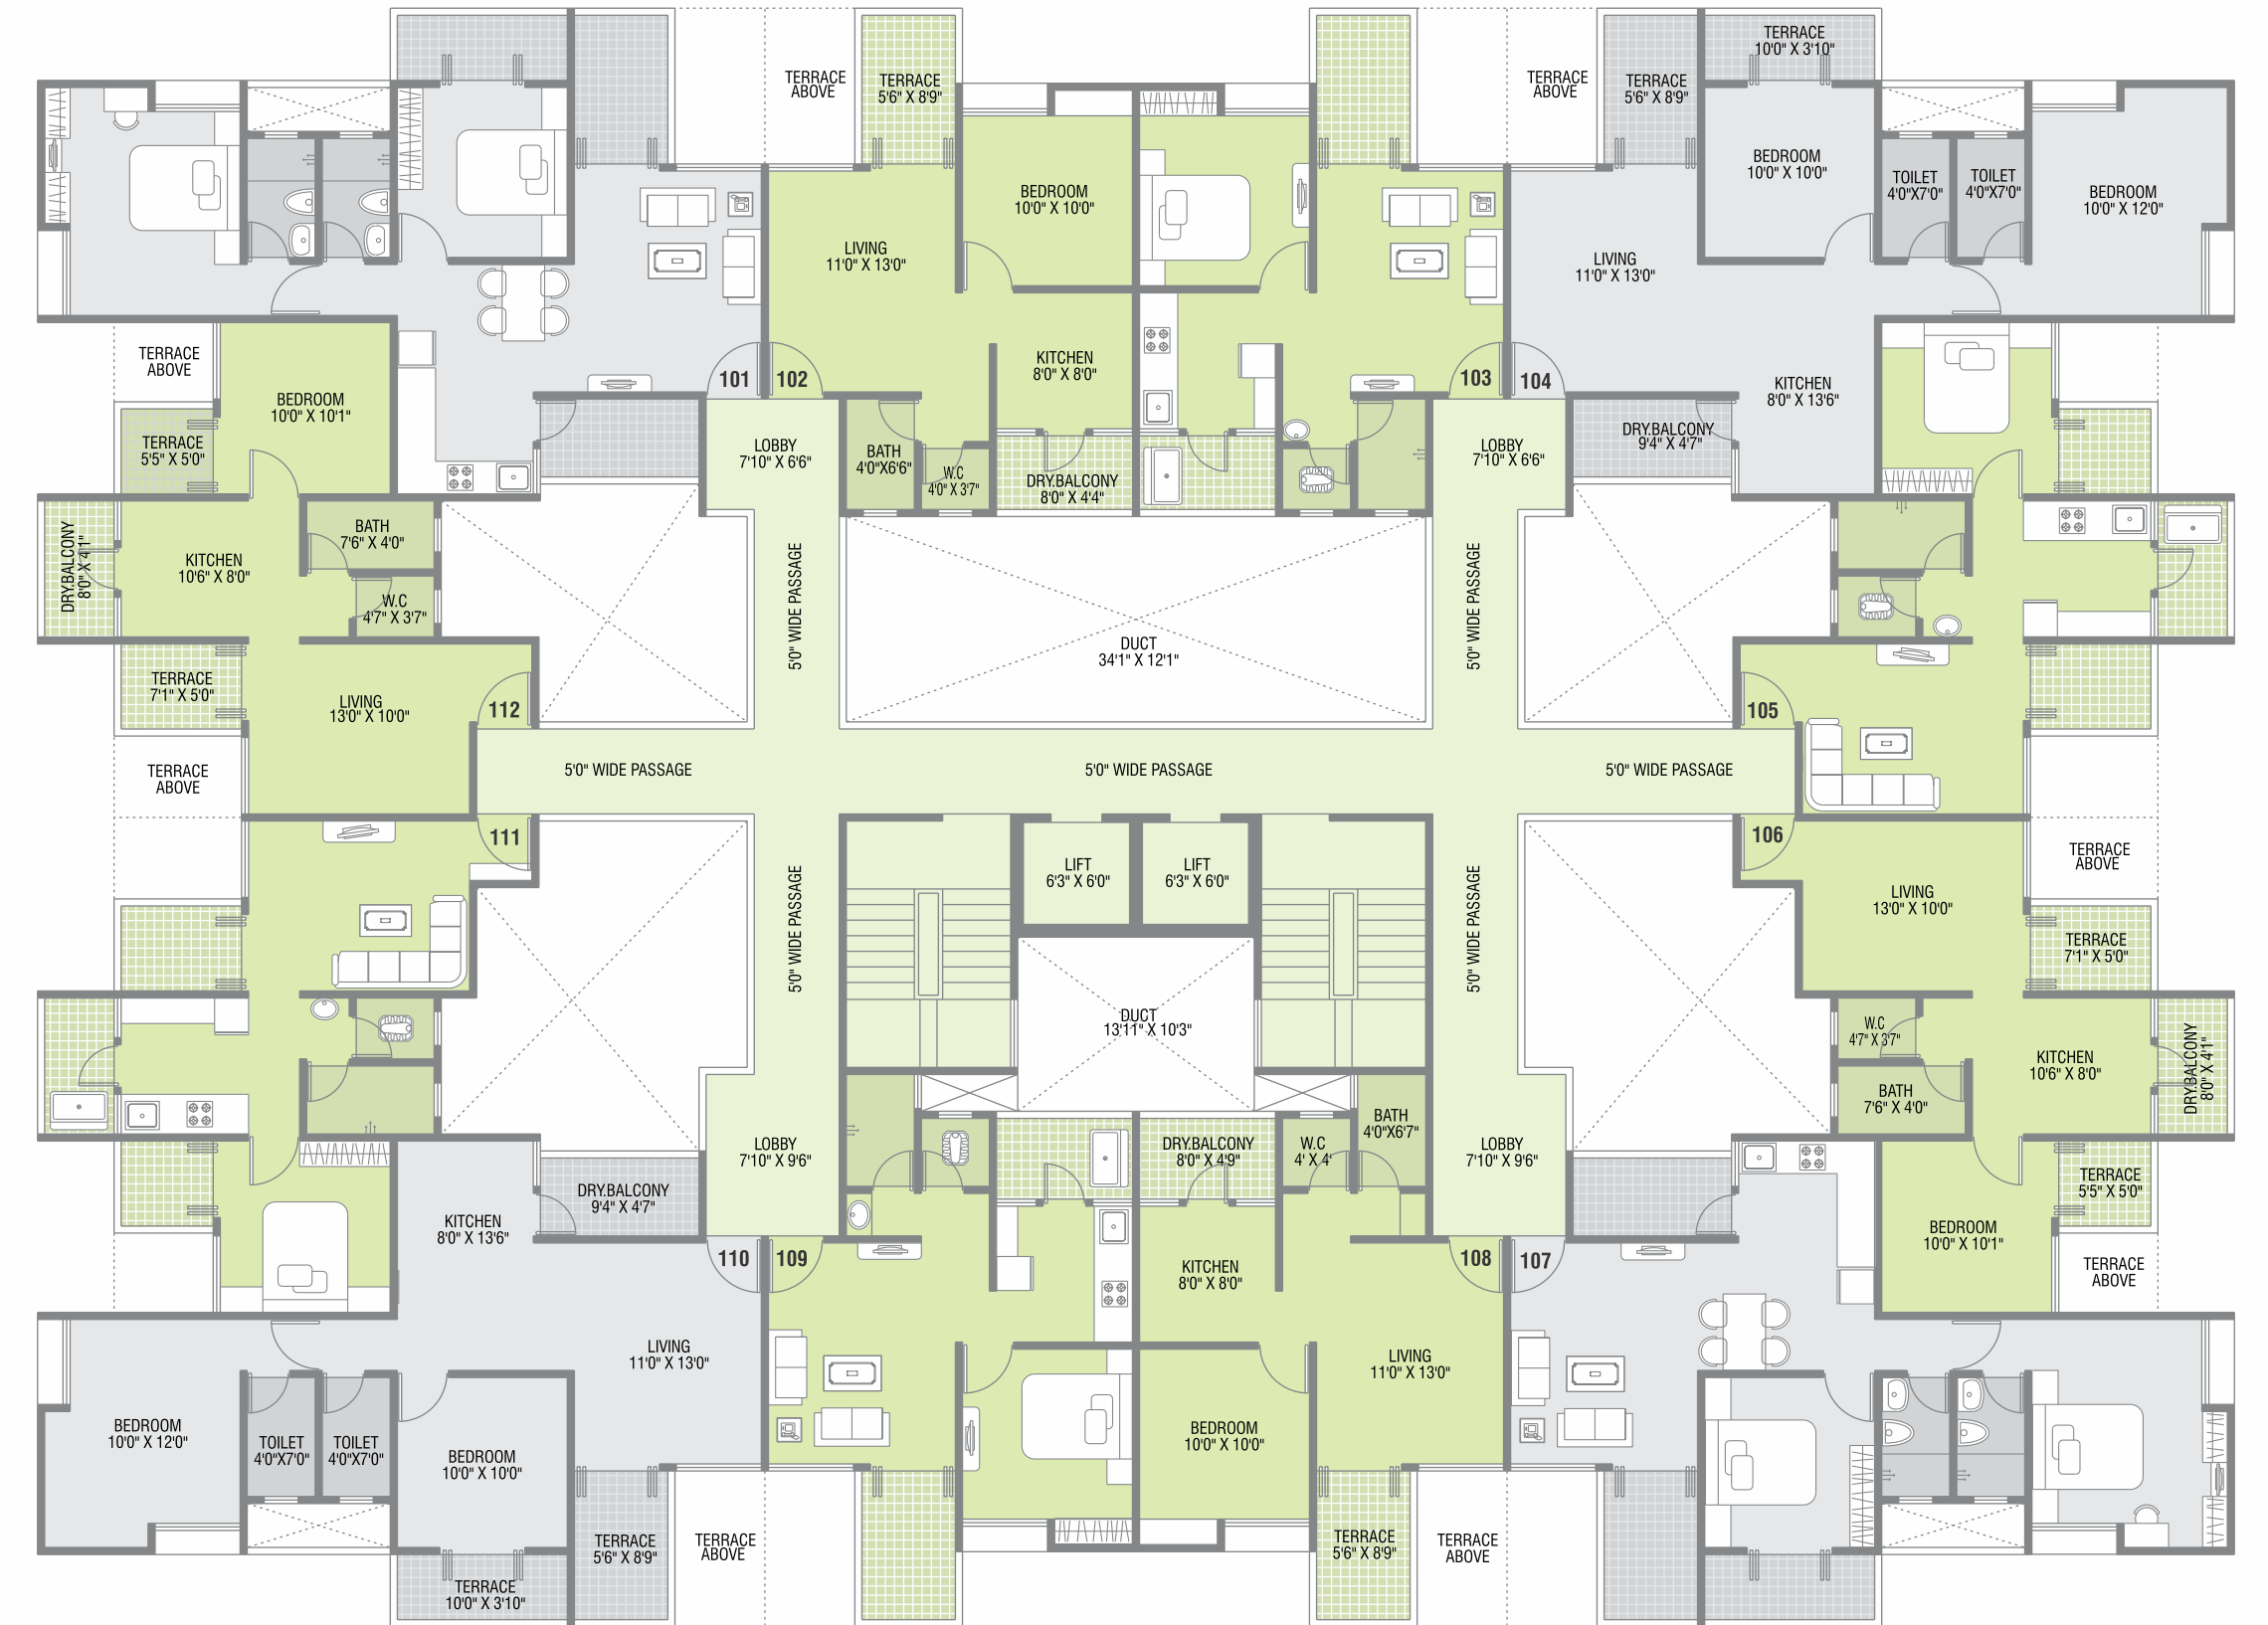 TERRACE
10'0" X 3'10"
TERRACE
ABOVE
TERRACE
5'6" X 8'9"
TERRACE
ABOVE
TERRACE
5'6" X 8'9"
BEDROOM
10'0" X 10'0"
BEDROOM
10'0" X 10'0"
TOILET
4'0"X7'0"
TOILET
4'0"X7'0"
BEDROOM
10'0" X 12'0"
LIVING
11'0" X 13'0"
LIVING
11'0" X 13'0"
TERRACE
ABOVE
KITCHEN
8'0" X 8'0"
101
102
103
104
KITCHEN
8'0" X 13'6"
BEDROOM
10'0" X 10'1"
TERRACE
5'5" X 5'0"
LOBBY
7'10" X 6'6"
BATH
4'0"X6'6"
W.C
4'0" X 3'7"
DRY.BALCONY
8'0" X 4'4"
LOBBY
7'10" X 6'6"
DRY.BALCONY
9'4" X 4'7"
DRY.BALCONY
8'0" X 4'1"
BATH
7'6" X 4'0"
KITCHEN
10'6" X 8'0"
W.C
4'7" X 3'7"
5'0" WIDE PASSAGE
DUCT
34'1" X 12'1"
5'0" WIDE PASSAGE
TERRACE
7'1" X 5'0"
LIVING
13'0" X 10'0"
112
105
TERRACE
ABOVE
5'0" WIDE PASSAGE
5'0" WIDE PASSAGE
5'0" WIDE PASSAGE
111
106
LIFT
6'3" X 6'0"
LIFT
6'3" X 6'0"
TERRACE
ABOVE
LIVING
13'0" X 10'0"
5'0" WIDE PASSAGE
5'0" WIDE PASSAGE
TERRACE
7'1" X 5'0"
DUCT
13'11" X 10'3"
W.C
4'7" X 3'7"
KITCHEN
10'6" X 8'0"
DRY.BALCONY
8'0" X 4'1"
BATH
7'6" X 4'0"
LOBBY
7'10" X 9'6"
DRY.BALCONY
8'0" X 4'9"
W.C
4' X 4'
BATH
4'0"X6'7"
LOBBY
7'10" X 9'6"
TERRACE
5'5" X 5'0"
DRY.BALCONY
9'4" X 4'7"
KITCHEN
8'0" X 13'6"
BEDROOM
10'0" X 10'1"
110
109
108
107
KITCHEN
8'0" X 8'0"
TERRACE
ABOVE
LIVING
11'0" X 13'0"
LIVING
11'0" X 13'0"
BEDROOM
10'0" X 12'0"
TOILET
4'0"X7'0"
TOILET
4'0"X7'0"
BEDROOM
10'0" X 10'0"
BEDROOM
10'0" X 10'0"
TERRACE
5'6" X 8'9"
TERRACE
ABOVE
TERRACE
5'6" X 8'9"
TERRACE
ABOVE
TERRACE
10'0" X 3'10"